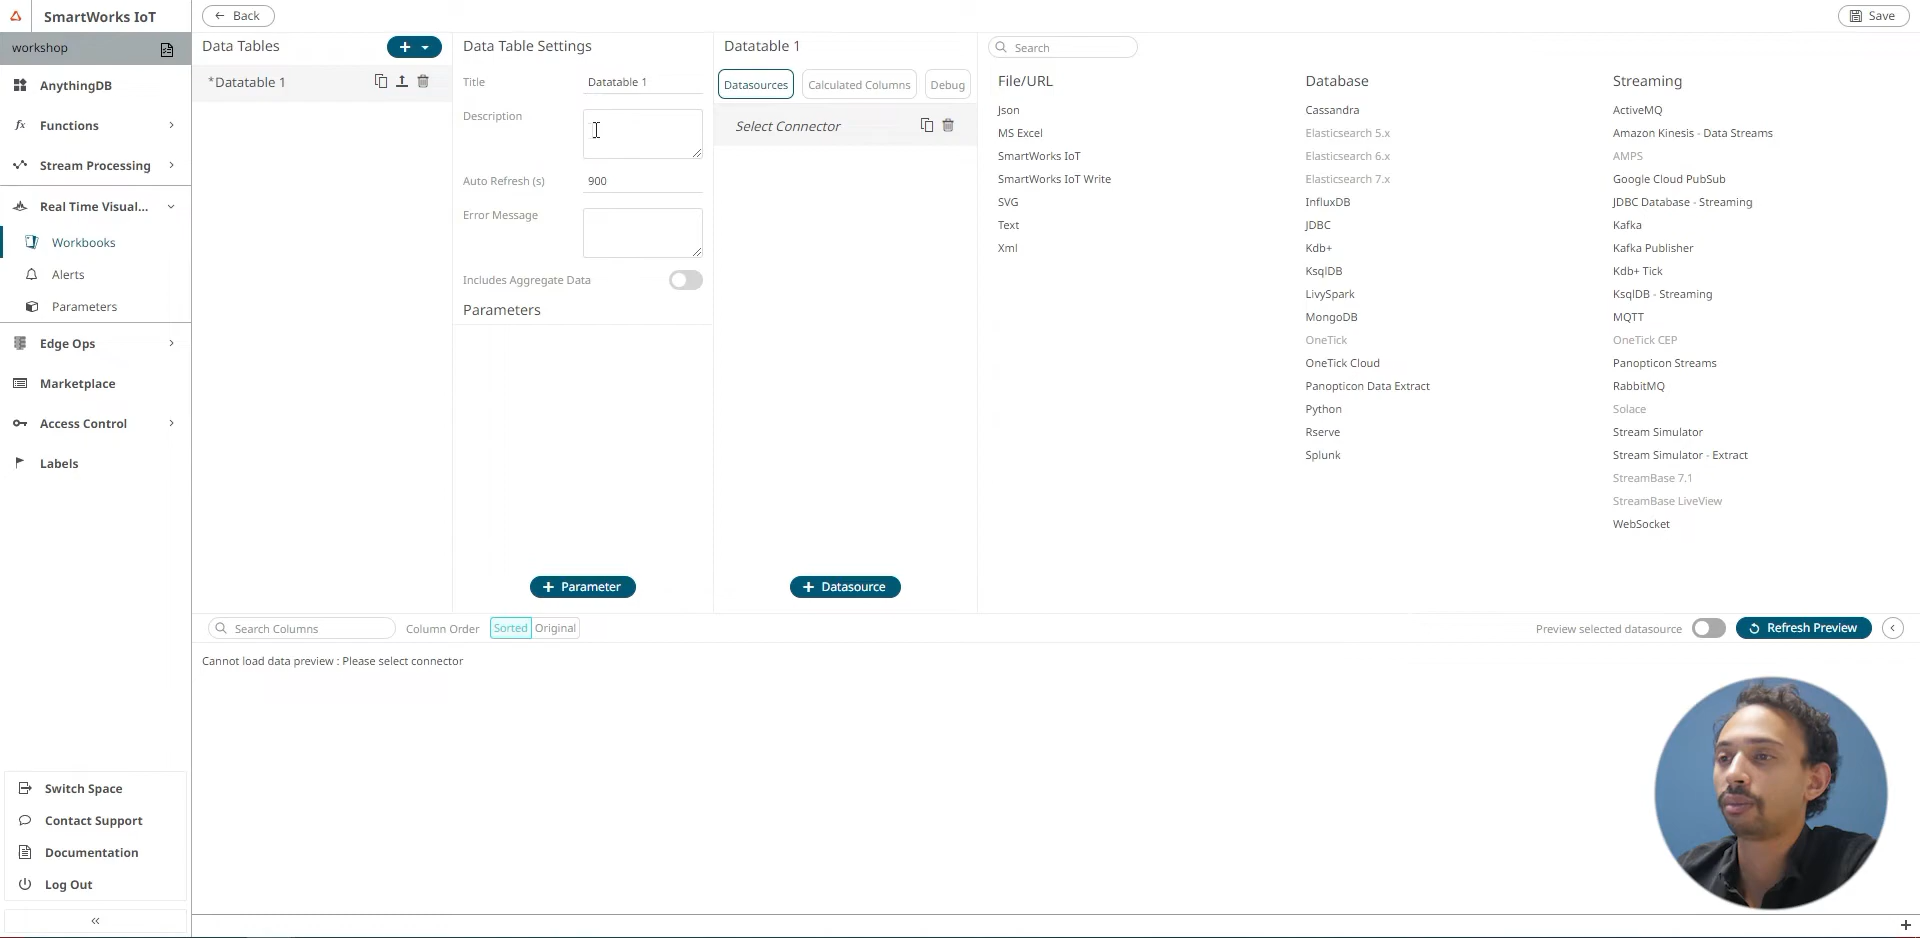 SmartWorks IoT
Back
Save
workshop
AnythingDB
Functions
Stream Processing
Real Time Visual...
Workbooks
Alerts
Parameters
Edge Ops
Marketplace
Access Control
Labels
Switch Space
Contact Support
Documentation
Log Out
Data Tables
*Datatable 1
Data Table Settings
Title
Datatable 1
Description
Auto Refresh (s)
900
Error Message
Includes Aggregate Data
Parameters
Parameter
Datatable 1
Datasources
Calculated Columns
Debug
Select Connector
Datasource
Search
File/URL
Json
MS Excel
SmartWorks IoT
SmartWorks IoT Write
SVG
Text
Xml
Database
Cassandra
Elasticsearch 5.x
Elasticsearch 6.x
Elasticsearch 7.x
InfluxDB
JDBC
Kdb+
KsqlDB
LivySpark
MongoDB
OneTick
OneTick Cloud
Panopticon Data Extract
Python
Rserve
Splunk
Streaming
ActiveMQ
Amazon Kinesis - Data Streams
AMPS
Google Cloud PubSub
JDBC Database - Streaming
Kafka
Kafka Publisher
Kdb+ Tick
KsqlDB - Streaming
MQTT
OneTick CEP
Panopticon Streams
RabbitMQ
Solace
Stream Simulator
Stream Simulator - Extract
StreamBase 7.1
StreamBase LiveView
WebSocket
Search Columns
Column Order
Sorted
Original
Preview selected datasource
Refresh Preview
Cannot load data preview : Please select connector